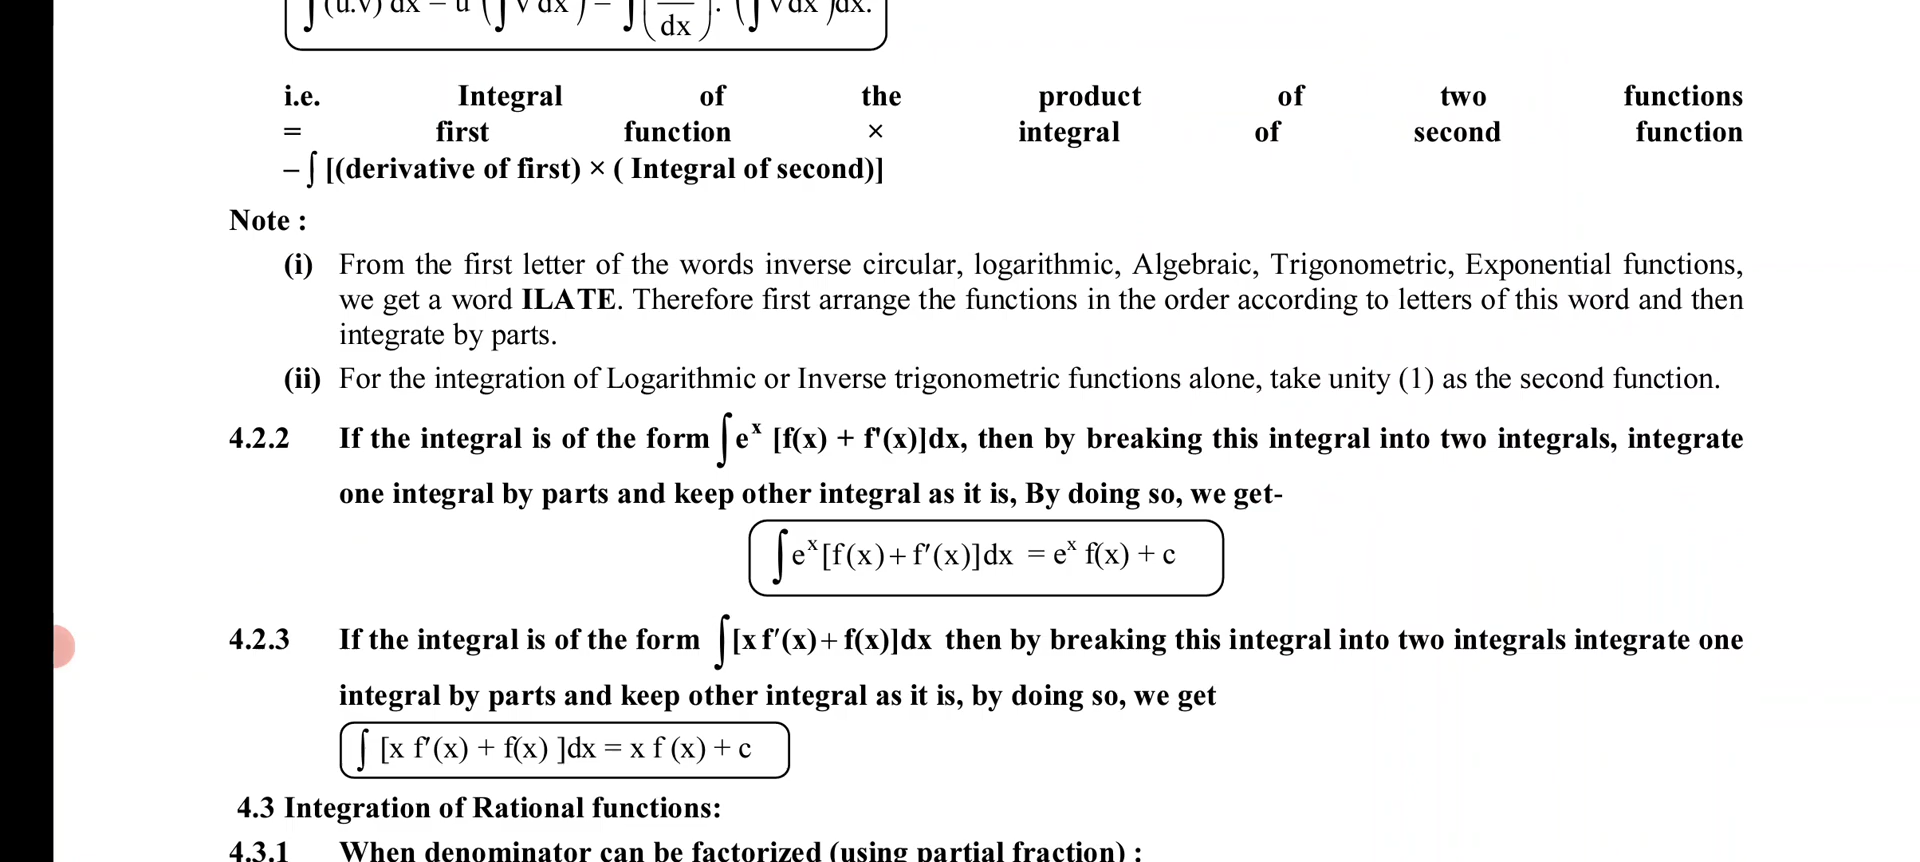 ∫(u.v) dx = u (∫v dx) − ∫(dx). (∫v dx)dx.
i.e. Integral of the product of two functions
= first function × integral of second function
– ∫ [(derivative of first) × ( Integral of second)]
Note :
(i) From the first letter of the words inverse circular, logarithmic, Algebraic, Trigonometric, Exponential functions,
we get a word ILATE. Therefore first arrange the functions in the order according to letters of this word and then
integrate by parts.
(ii) For the integration of Logarithmic or Inverse trigonometric functions alone, take unity (1) as the second function.
4.2.2 If the integral is of the form ∫eˣ [f(x) + f'(x)]dx, then by breaking this integral into two integrals, integrate
one integral by parts and keep other integral as it is, By doing so, we get-
∫eˣ[f(x)+f′(x)]dx = eˣ f(x) + c
4.2.3 If the integral is of the form ∫[x f′(x)+ f(x)]dx then by breaking this integral into two integrals integrate one
integral by parts and keep other integral as it is, by doing so, we get
∫ [x f′(x) + f(x) ]dx = x f (x) + c
4.3 Integration of Rational functions:
4.3.1 When denominator can be factorized (using partial fraction) :